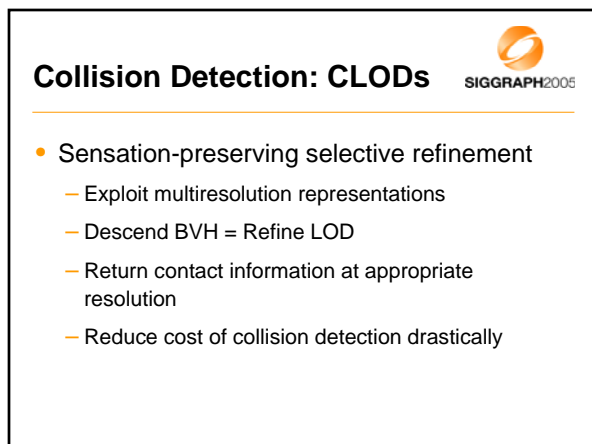 Collision Detection: CLODs
SIGGRAPH2005
• Sensation-preserving selective refinement
– Exploit multiresolution representations
– Descend BVH = Refine LOD
– Return contact information at appropriate
resolution
– Reduce cost of collision detection drastically